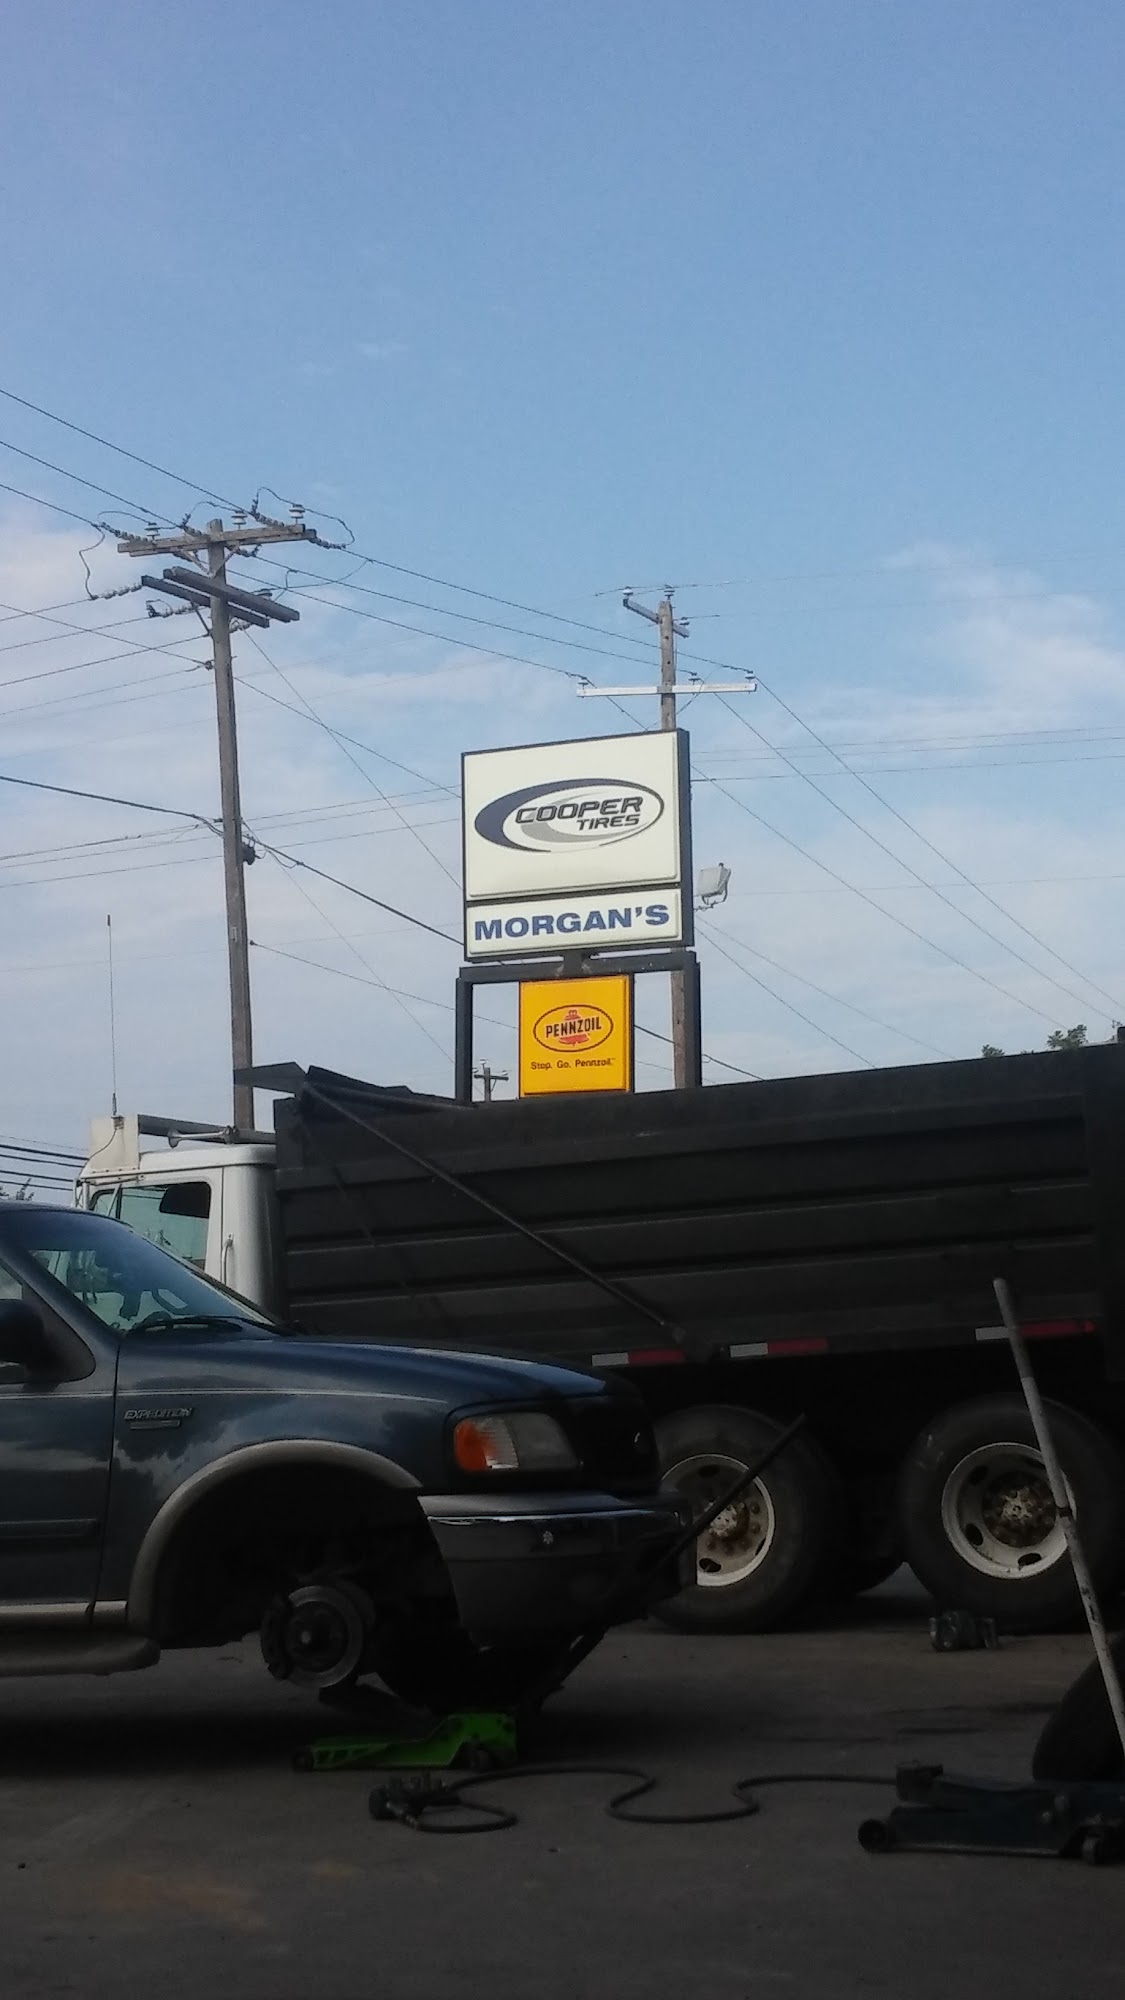 COOPER
TIRES
MORGAN'S
PENNZOIL
Stop. Go. Pennzoil.
EXPEDITION